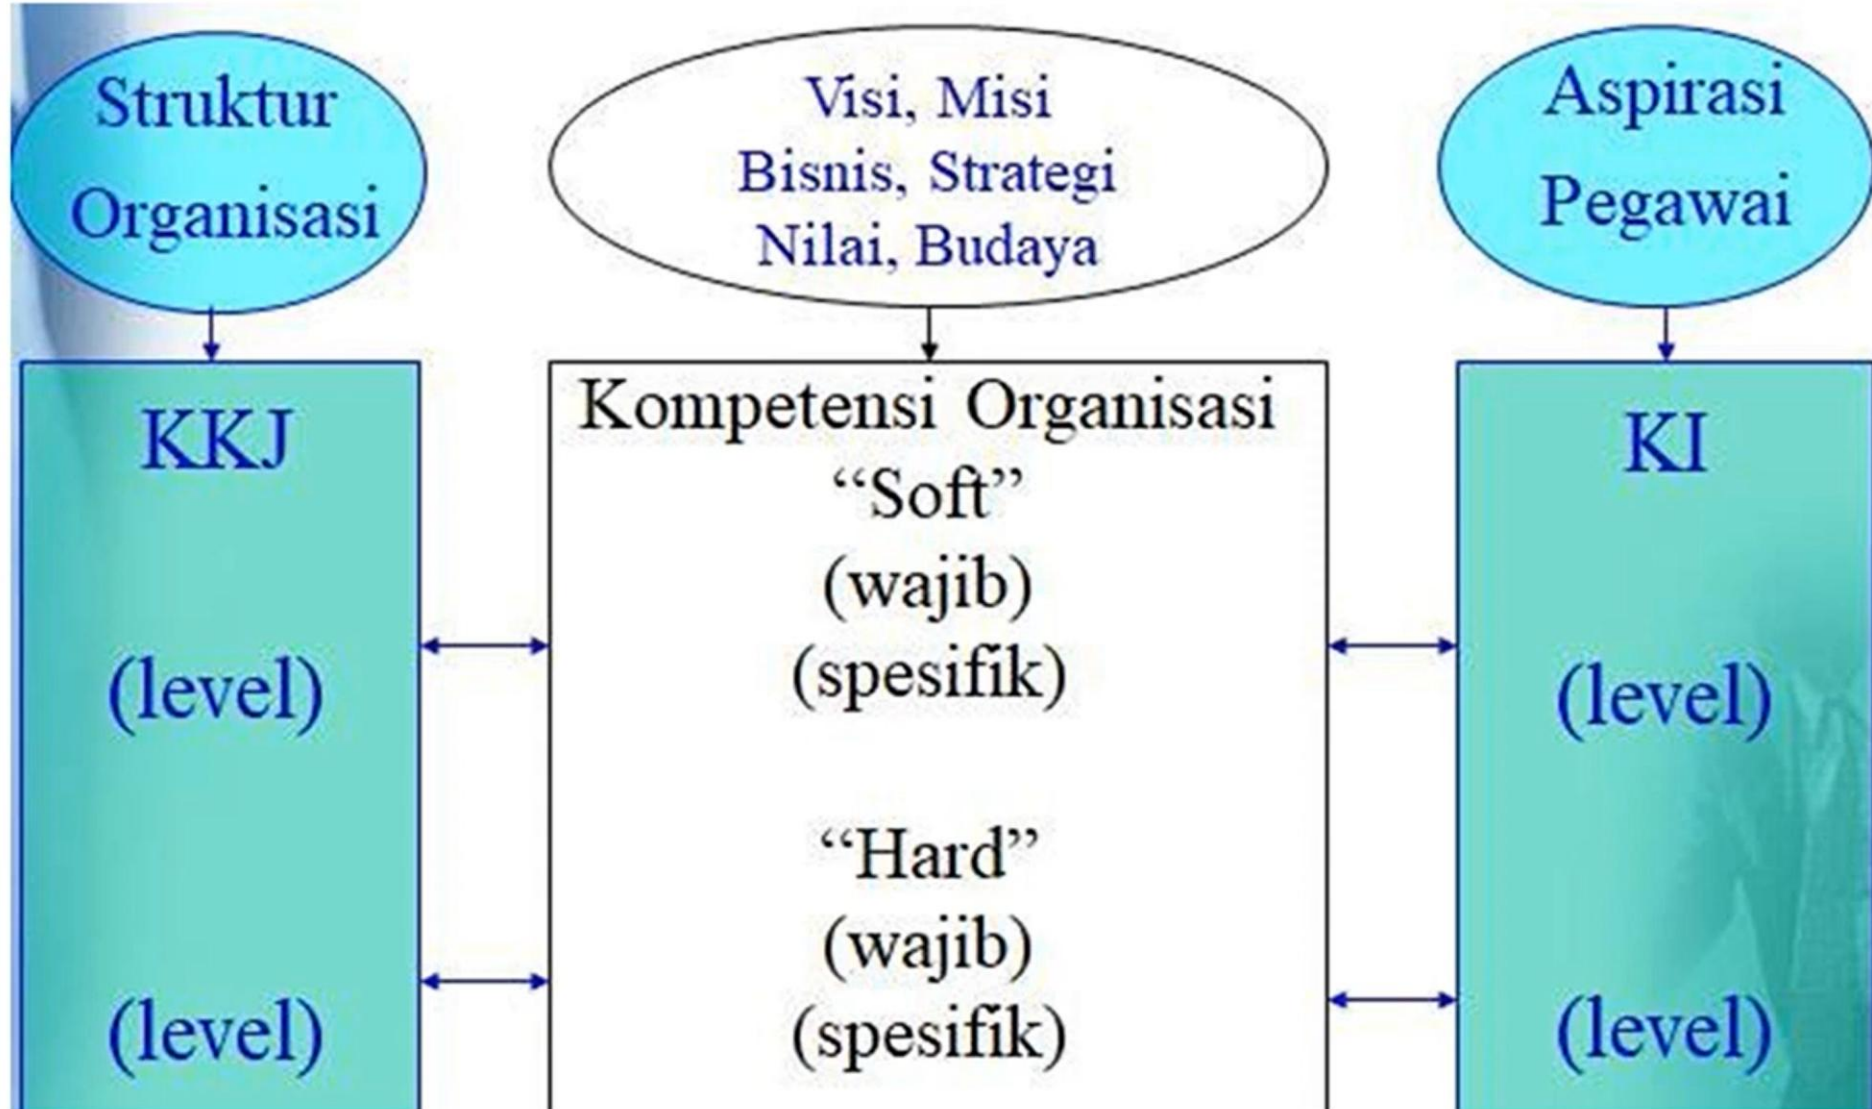 Struktur
Organisasi
Visi, Misi
Bisnis, Strategi
Nilai, Budaya
Aspirasi
Pegawai
KKJ
(level)
(level)
Kompetensi Organisasi
“Soft”
(wajib)
(spesifik)
“Hard”
(wajib)
(spesifik)
KI
(level)
(level)